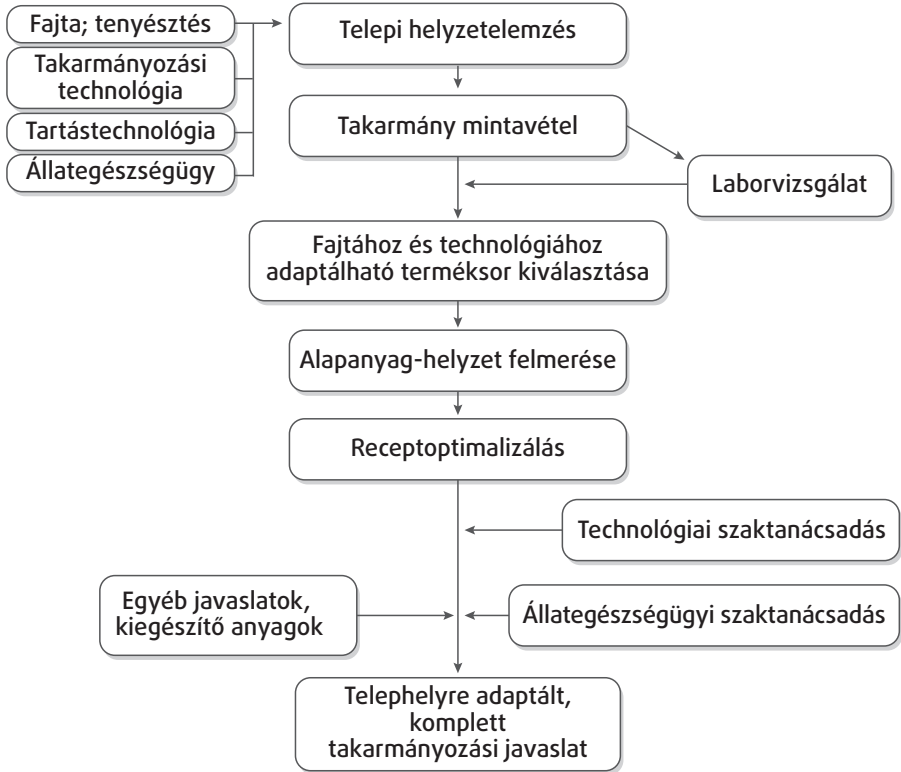 Fajta; tenyésztés
Takarmányozási
technológia
Tartástechnológia
Állategészségügy
Telepi helyzetelemzés
Takarmány mintavétel
Laborvizsgálat
Fajtához és technológiához
adaptálható terméksor kiválasztása
Alapanyag-helyzet felmerése
Receptoptimalizálás
Technológiai szaktanácsadás
Egyéb javaslatok,
kiegészítő anyagok
Állategészségügyi szaktanácsadás
Telephelyre adaptált,
komplett
takarmányozási javaslat